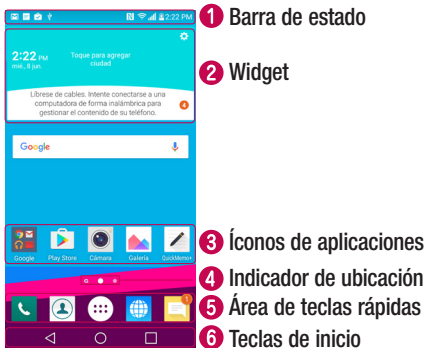 2:22 PM
1 Barra de estado
2:22 PM
mié., 8 jun.
Toque para agregar
ciudad
2 Widget
Líbrese de cables. Intente conectarse a una
computadora de forma inalámbrica para
gestionar el contenido de su teléfono.
4
Google
Google
Play Store
Cámara
Galería
QuickMemo+
3 Íconos de aplicaciones
4 Indicador de ubicación
1
5 Área de teclas rápidas
6 Teclas de inicio